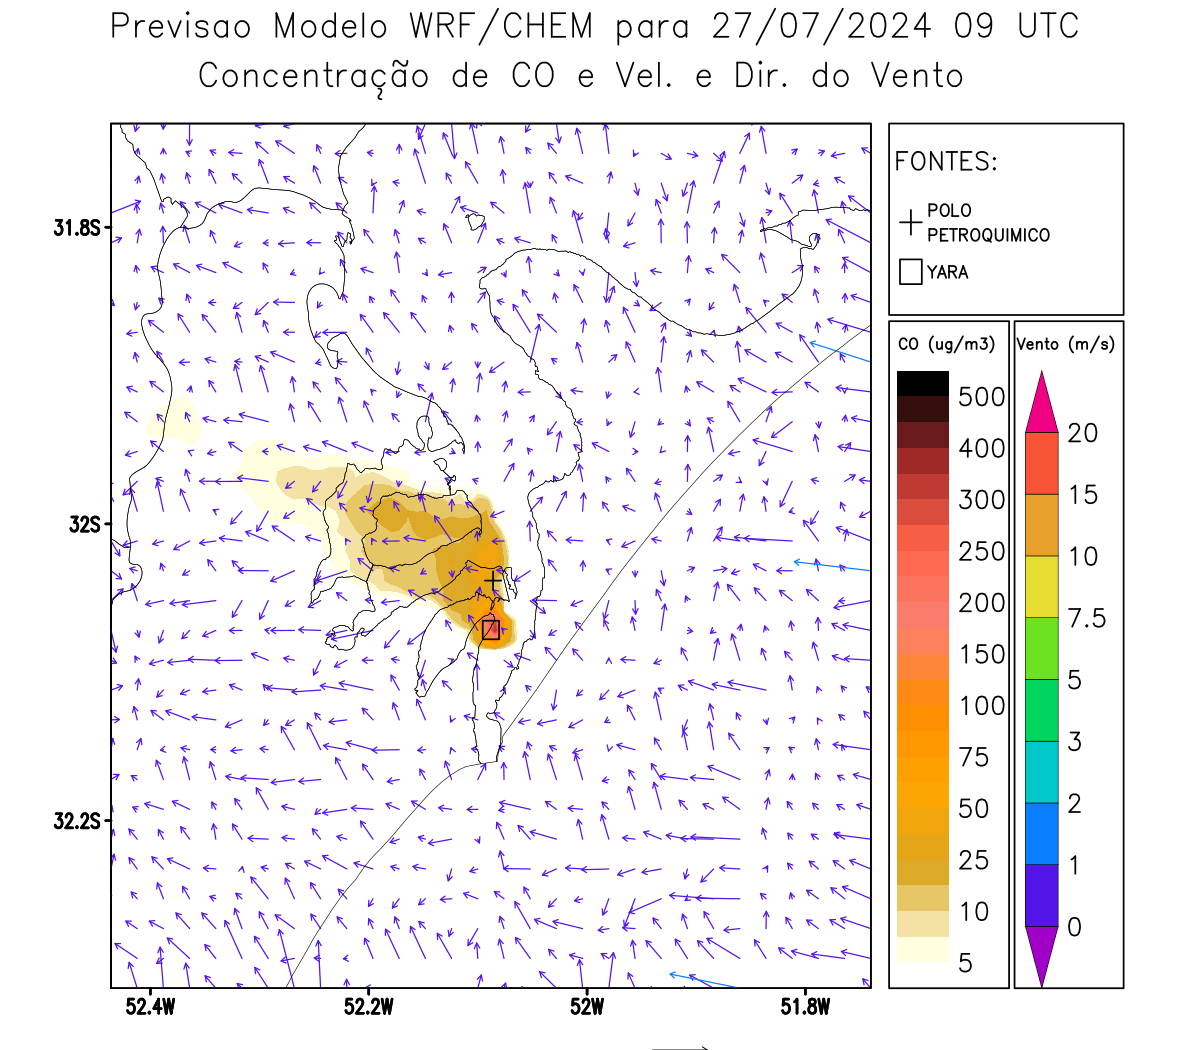 Previsao Modelo WRF/CHEM para 27/07/2024 09 UTC
Concentração de CO e Vel. e Dir. do Vento
FONTES:
POLO
PETROQUIMICO
YARA
CO (ug/m3)
500
400
300
250
200
150
100
75
50
25
10
5
Vento (m/s)
20
15
10
7.5
5
3
2
1
0
31.8S
32S
32.2S
52.4W
52.2W
52W
51.8W